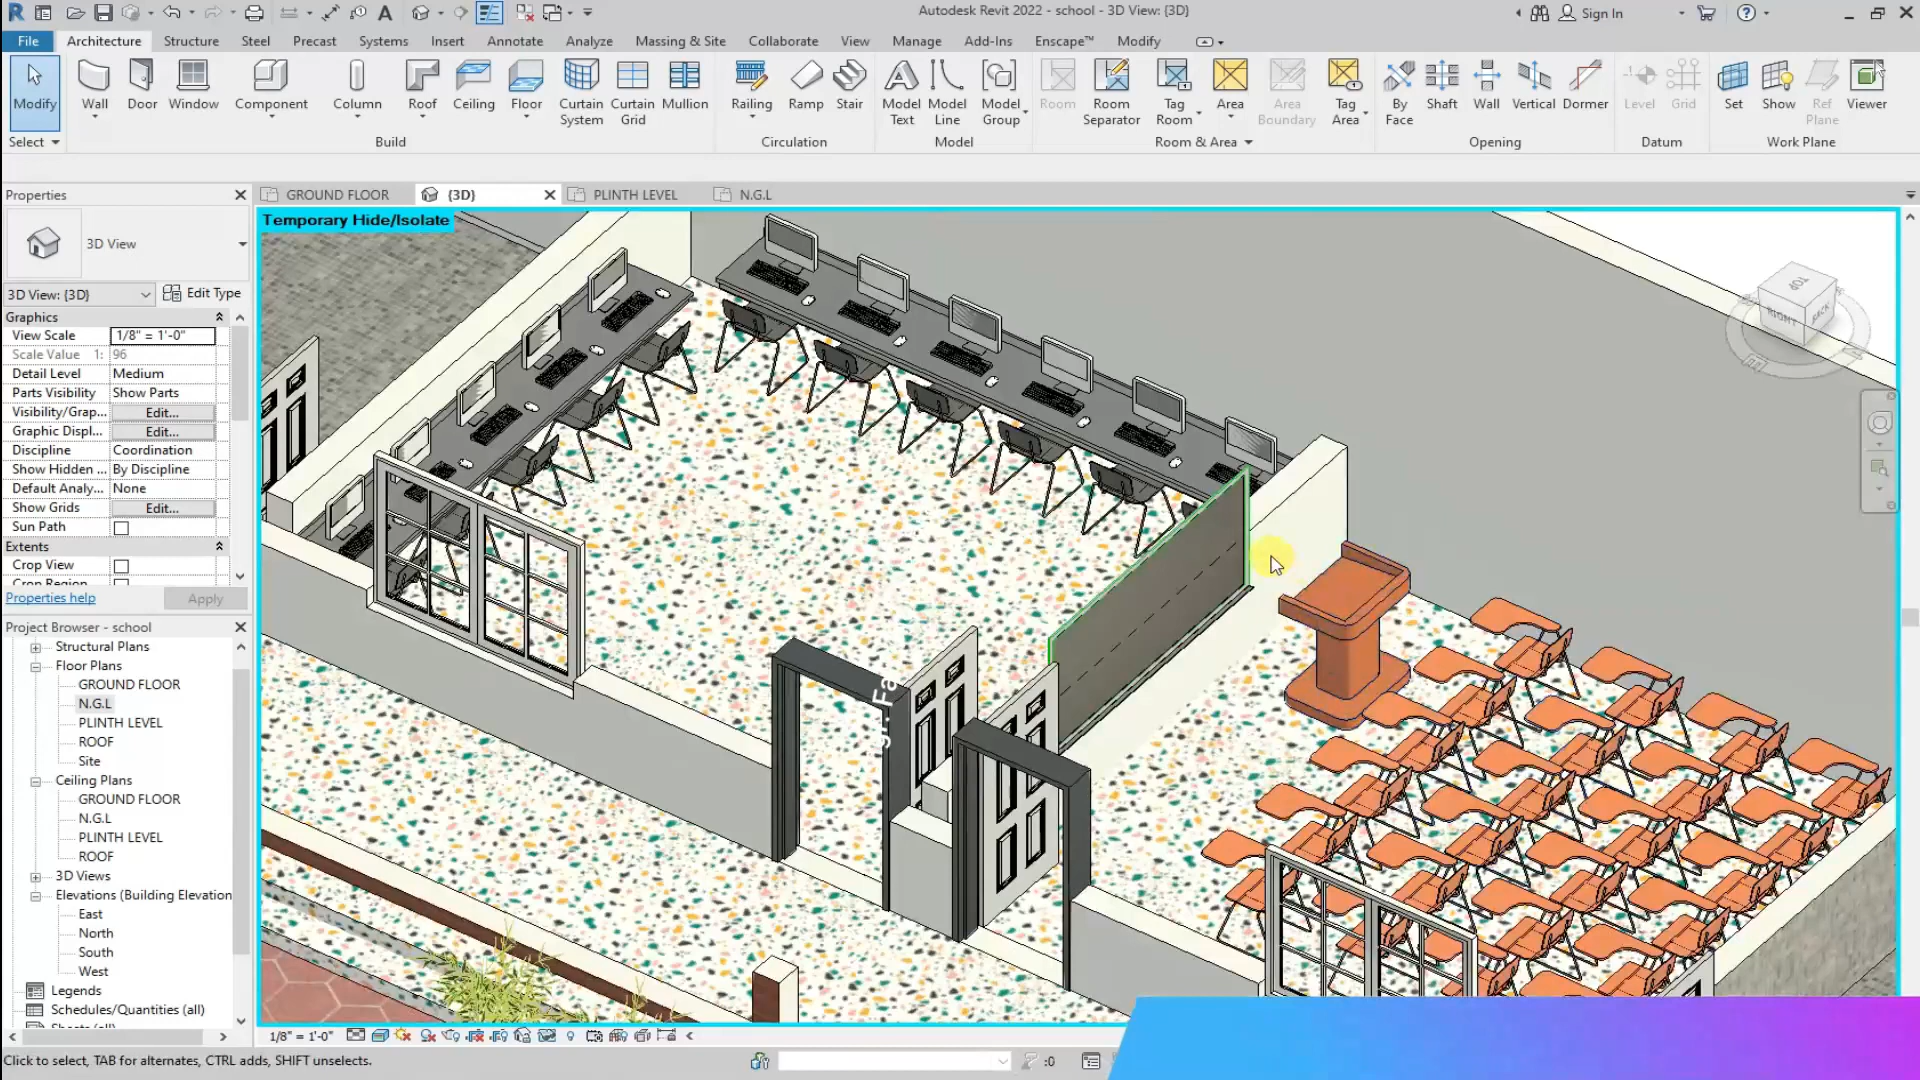 Autodesk Revit 2022 - school - 3D View: {3D}
Sign In
File
Architecture
Structure
Steel
Precast
Systems
Insert
Annotate
Analyze
Massing & Site
Collaborate
View
Manage
Add-Ins
Enscape™
Modify
Modify
Wall
Door
Window
Component
Column
Roof
Ceiling
Floor
Curtain System
Curtain Grid
Mullion
Railing
Ramp
Stair
Model Text
Model Line
Model Group
Room
Room Separator
Tag Room
Area
Area Boundary
Tag Area
By Face
Shaft
Wall
Vertical
Dormer
Level
Grid
Set
Show
Ref Plane
Viewer
Select
Build
Circulation
Model
Room & Area
Opening
Datum
Work Plane
Properties
GROUND FLOOR
{3D}
PLINTH LEVEL
N.G.L
Temporary Hide/Isolate
3D View
3D View: {3D}
Edit Type
Graphics
View Scale
1/8" = 1'-0"
Scale Value 1:
96
Detail Level
Medium
Parts Visibility
Show Parts
Visibility/Grap...
Edit...
Graphic Displ...
Edit...
Discipline
Coordination
Show Hidden ...
By Discipline
Default Analy...
None
Show Grids
Edit...
Sun Path
Extents
Crop View
Crop Region
Properties help
Apply
Project Browser - school
Structural Plans
Floor Plans
GROUND FLOOR
N.G.L
PLINTH LEVEL
ROOF
Site
Ceiling Plans
GROUND FLOOR
N.G.L
PLINTH LEVEL
ROOF
3D Views
Elevations (Building Elevation
East
North
South
West
Legends
Schedules/Quantities (all)
Sheets (all)
TOP
RIGHT
BACK
1/8" = 1'-0"
Click to select, TAB for alternates, CTRL adds, SHIFT unselects.
:0